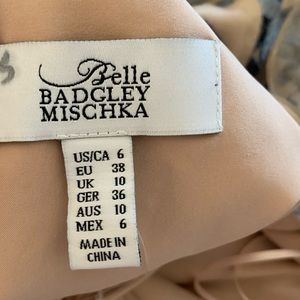 Belle
BADGLEY
MISCHKA
US/CA 6
EU 38
UK 10
GER 36
AUS 10
MEX 6
MADE IN
CHINA